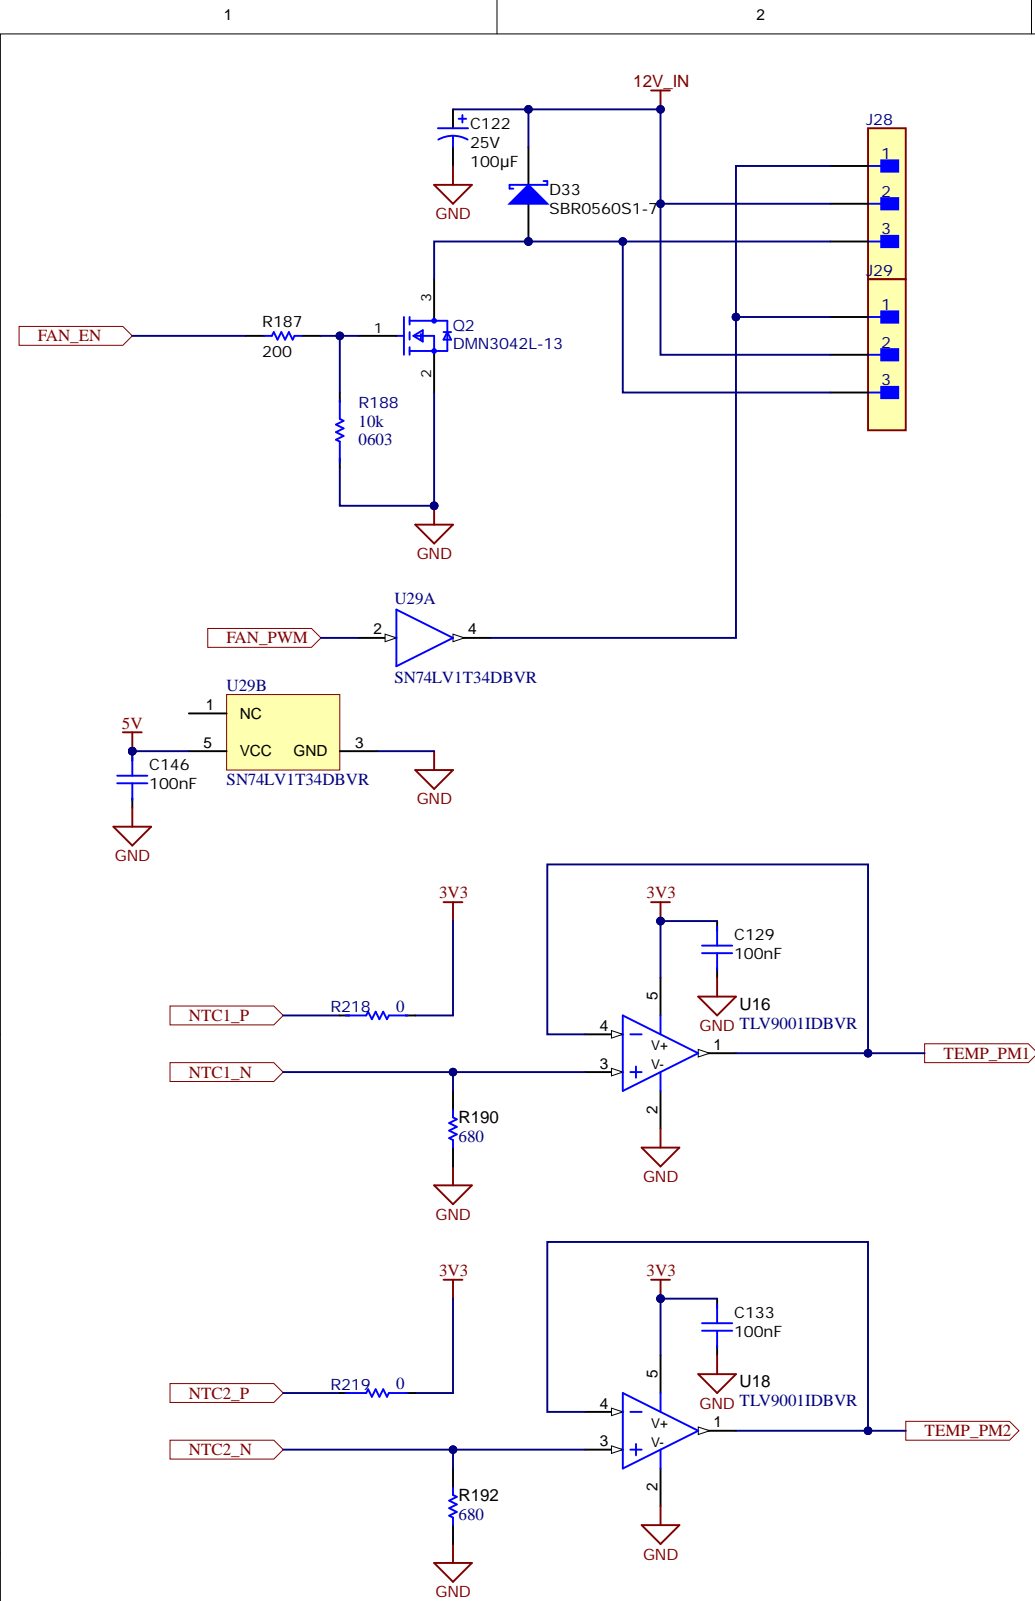 1 2
12V_IN
C122
25V
100µF
GND
D33
SBR0560S1-7
J28
1
2
3
J29
1
2
3
FAN_EN
R187
200
1
3
2
Q2
DMN3042L-13
R188
10k
0603
GND
U29A
FAN_PWM
2
4
SN74LV1T34DBVR
U29B
1 NC
5V
5 VCC GND 3
C146
100nF
SN74LV1T34DBVR
GND
GND
3V3
3V3
C129
100nF
GND
NTC1_P
R218 0
5
U16
TLV9001IDBVR
4
V+
1
TEMP_PM1
NTC1_N
3
V-
2
R190
680
GND
GND
3V3
3V3
C133
100nF
GND
NTC2_P
R219 0
5
U18
TLV9001IDBVR
4
V+
1
TEMP_PM2
NTC2_N
3
V-
2
R192
680
GND
GND